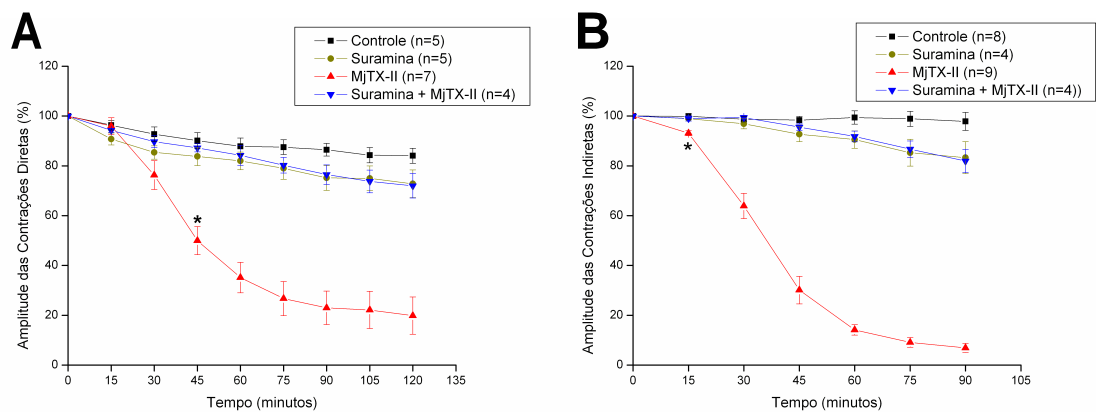 A
Controle (n=5)
Suramina (n=5)
MjTX-II (n=7)
Suramina + MjTX-II (n=4)
Amplitude das Contrações Diretas (%)
120
100
80
60
40
20
0
*
0 15 30 45 60 75 90 105 120 135
Tempo (minutos)
B
Controle (n=8)
Suramina (n=4)
MjTX-II (n=9)
Suramina + MjTX-II (n=4))
Amplitude das Contrações Indiretas (%)
120
100
80
60
40
20
0
*
0 15 30 45 60 75 90 105
Tempo (minutos)